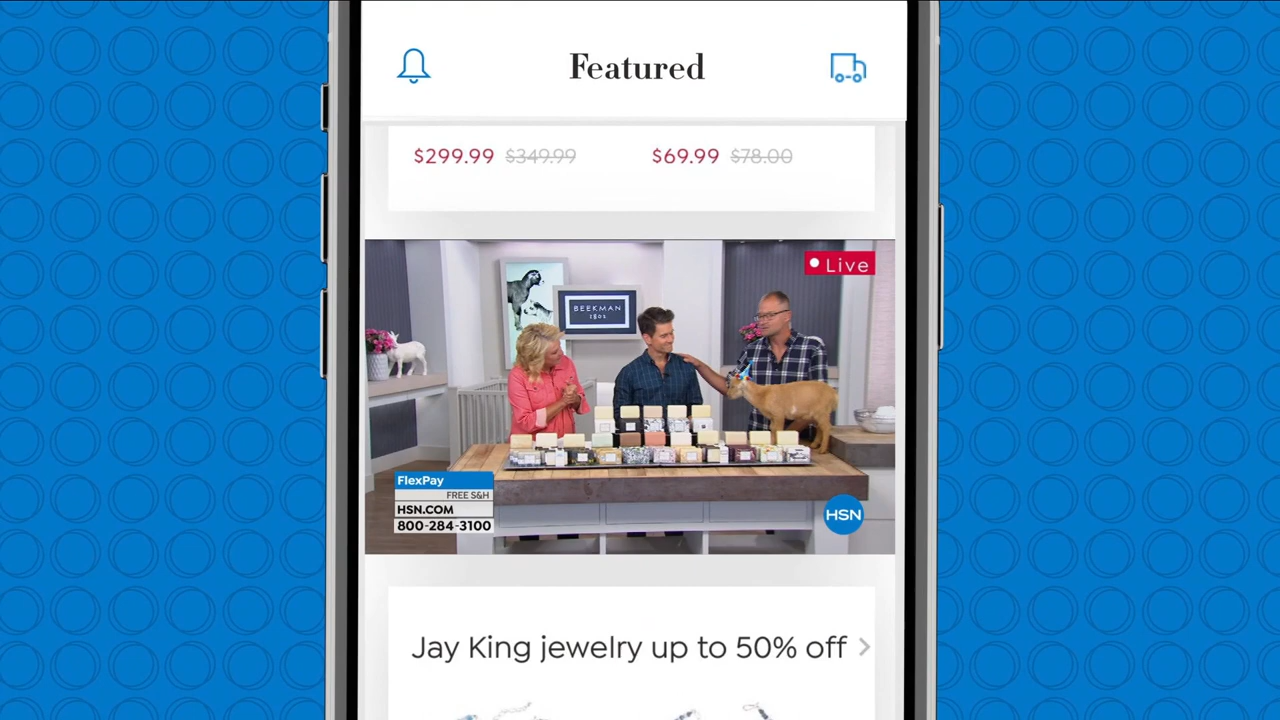 Featured
$299.99 $349.99 $69.99 $78.00
Live
BEEKMAN
1802
FlexPay
FREE S&H
HSN.COM
800-284-3100
HSN
Jay King jewelry up to 50% off